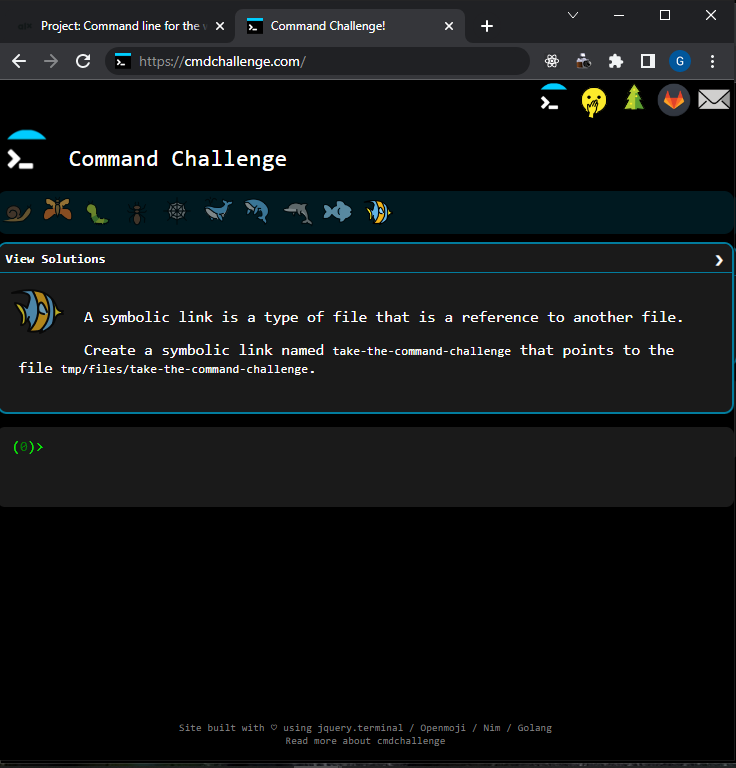 Project: Command line for the
Command Challenge!
https://cmdchallenge.com/
G
Command Challenge
View Solutions
A symbolic link is a type of file that is a reference to another file.
Create a symbolic link named take-the-command-challenge that points to the
file tmp/files/take-the-command-challenge.
(0)>
Site built with ♡ using jquery.terminal / Openmoji / Nim / Golang
Read more about cmdchallenge